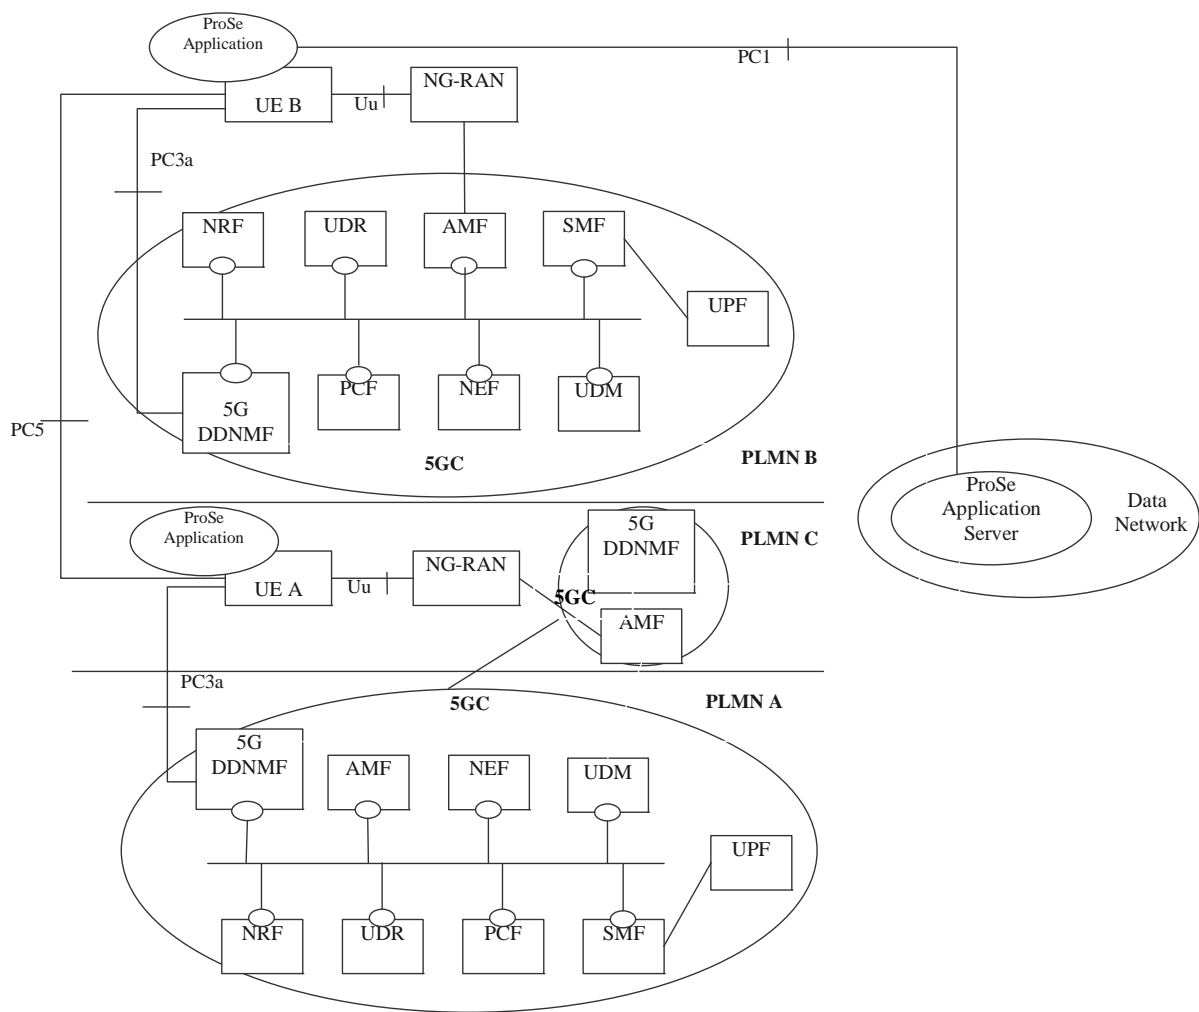 ProSe
Application
PC1
NG-RAN
UE B
Uu
PC3a
NRF
UDR
AMF
SMF
UPF
5G
DDNMF
PCF
NEF
UDM
PC5
5GC
PLMN B
ProSe
Application
Server
Data
Network
ProSe
Application
5G
DDNMF
PLMN C
NG-RAN
UE A
Uu
5GC
AMF
PC3a
5GC
PLMN A
5G
DDNMF
AMF
NEF
UDM
UPF
NRF
UDR
PCF
SMF